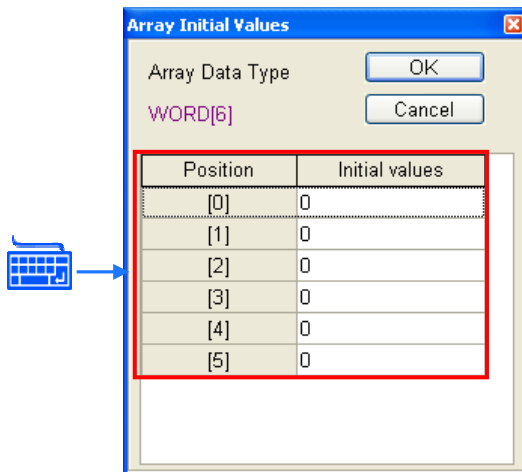 Array Initial Values
Array Data Type
OK
WORD[6]
Cancel
Position Initial values
[0] 0
[1] 0
[2] 0
[3] 0
[4] 0
[5] 0